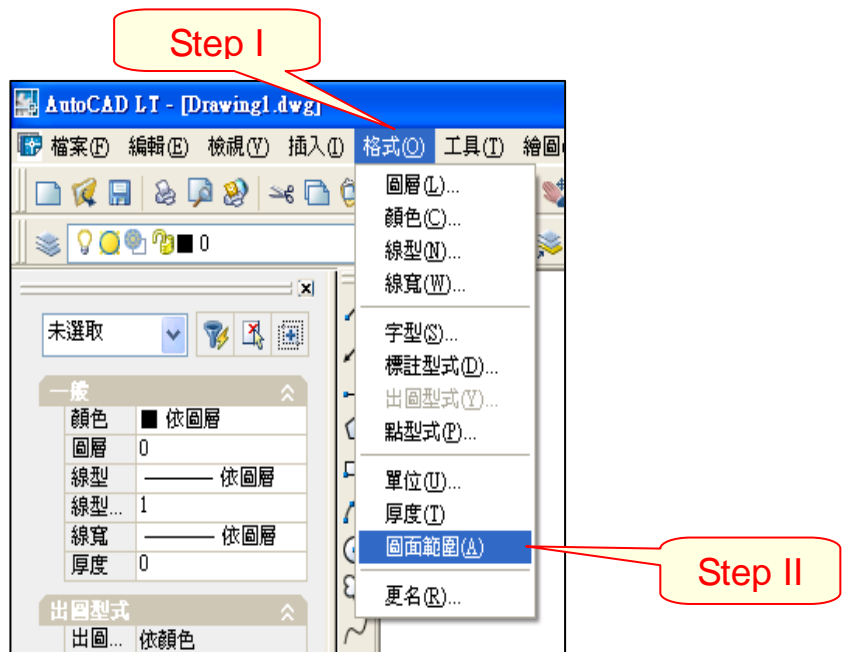 Step I
AutoCAD LT - [Drawing1.dwg]
檔案(F) 編輯(E) 檢視(V) 插入(I) 格式(O) 工具(T) 繪圖
0
圖層(L)...
顏色(C)...
線型(N)...
線寬(W)...
字型(S)...
標註型式(D)...
出圖型式(Y)...
點型式(P)...
單位(U)...
厚度(T)
圖面範圍(A)
更名(R)...
Step II
未選取
一般
顏色 依圖層
圖層 0
線型 依圖層
線型... 1
線寬 依圖層
厚度 0
出圖型式
出圖... 依顏色